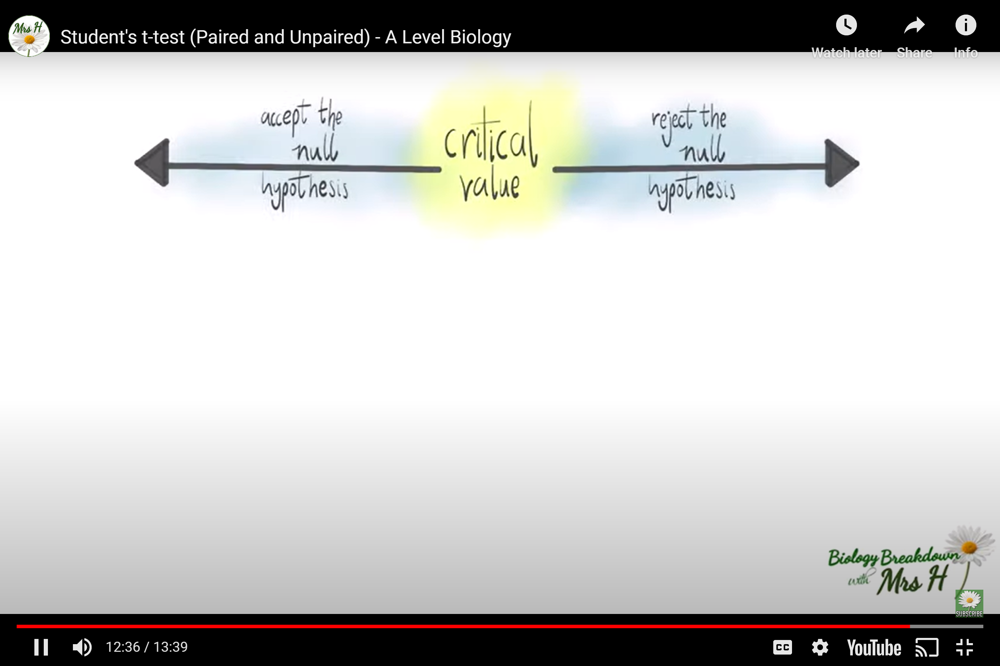 Mrs H
Student's t-test (Paired and Unpaired) - A Level Biology
Watch later
Share
Info
accept the
null
hypothesis
critical
value
reject the
null
hypothesis
Biology Breakdown
with Mrs H
SUBSCRIBE
12:36 / 13:39
CC
YouTube